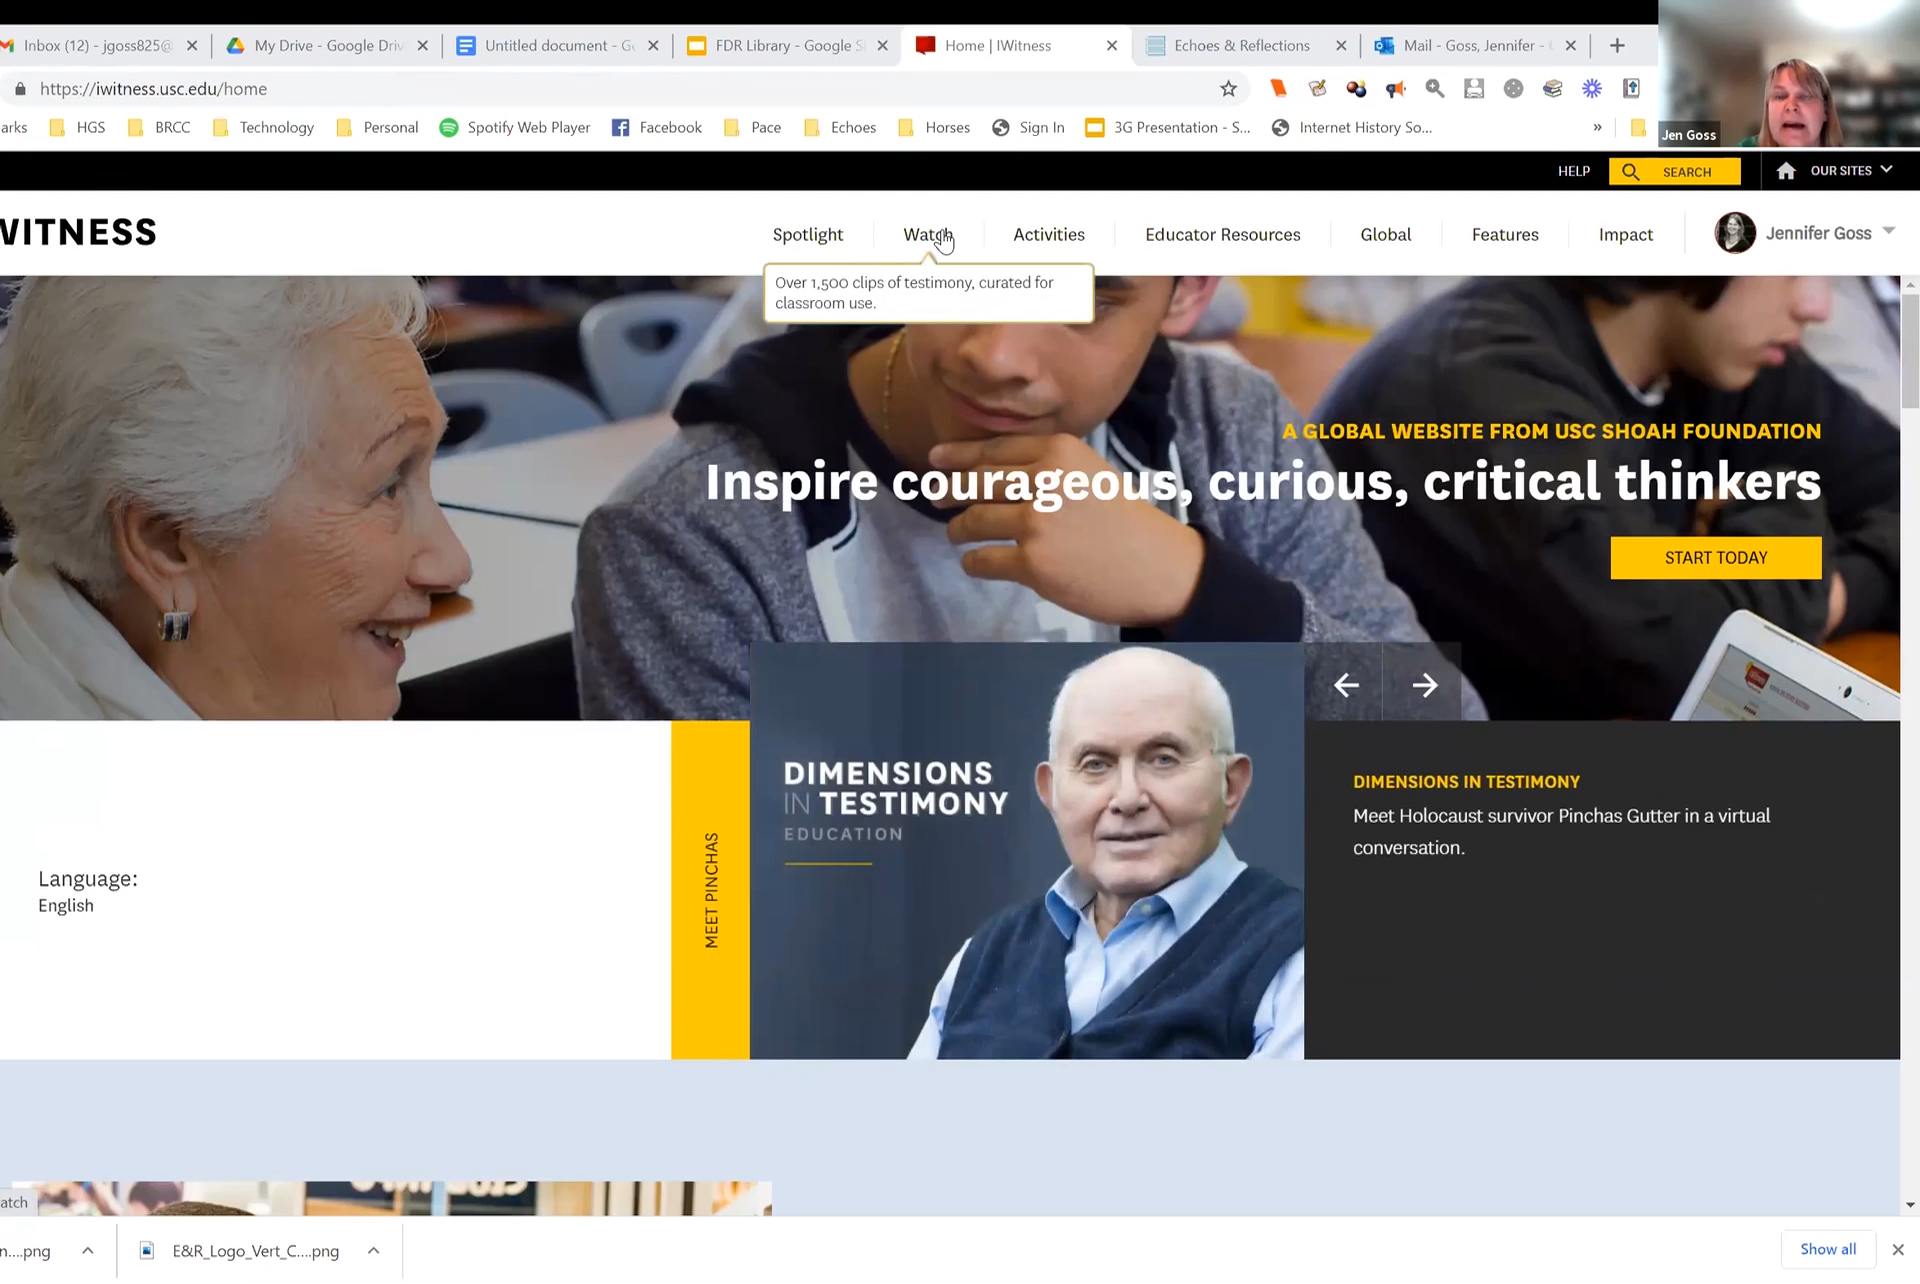 Inbox (12) - jgoss825@
My Drive - Google Driv
Untitled document - G
FDR Library - Google S
Home | IWitness
Echoes & Reflections
Mail - Goss, Jennifer -
https://iwitness.usc.edu/home
arks
HGS
BRCC
Technology
Personal
Spotify Web Player
Facebook
Pace
Echoes
Horses
Sign In
3G Presentation - S...
Internet History So...
»
Jen Goss
HELP
SEARCH
OUR SITES
WITNESS
Spotlight
Watch
Activities
Educator Resources
Global
Features
Impact
Jennifer Goss
Over 1,500 clips of testimony, curated for
classroom use.
A GLOBAL WEBSITE FROM USC SHOAH FOUNDATION
Inspire courageous, curious, critical thinkers
START TODAY
MEET PINCHAS
DIMENSIONS
IN TESTIMONY
EDUCATION
DIMENSIONS IN TESTIMONY
Meet Holocaust survivor Pinchas Gutter in a virtual
conversation.
Language:
English
atch
n....png
E&R_Logo_Vert_C....png
Show all